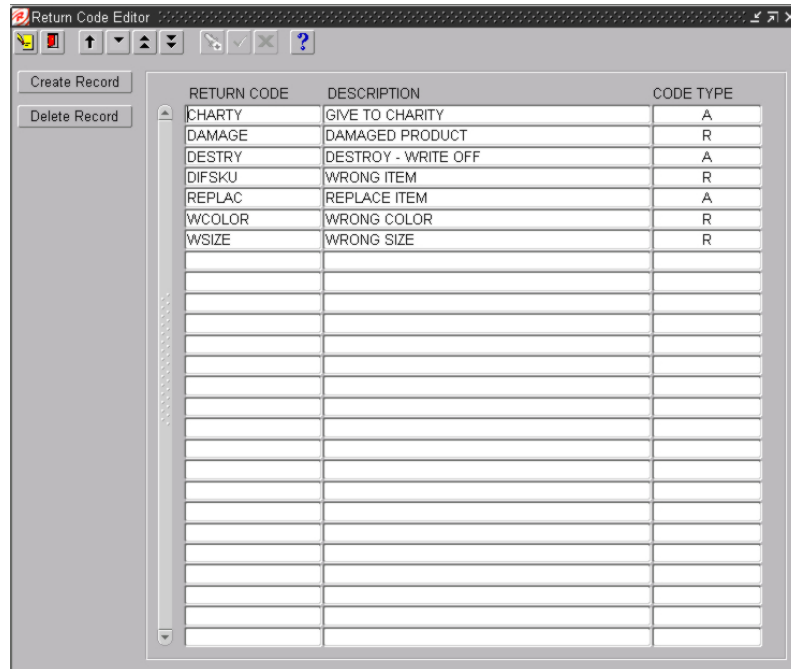 Return Code Editor
?
Create Record
Delete Record
RETURN CODE DESCRIPTION CODE TYPE
CHARTY GIVE TO CHARITY A
DAMAGE DAMAGED PRODUCT R
DESTRY DESTROY - WRITE OFF A
DIFSKU WRONG ITEM R
REPLAC REPLACE ITEM A
WCOLOR WRONG COLOR R
WSIZE WRONG SIZE R